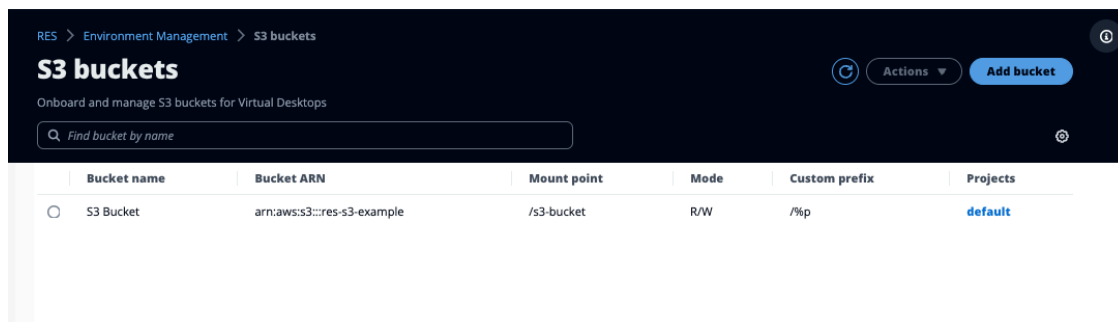 RES > Environment Management > S3 buckets
S3 buckets
Actions ▼
Add bucket
Onboard and manage S3 buckets for Virtual Desktops
Find bucket by name
Bucket name Bucket ARN Mount point Mode Custom prefix Projects
S3 Bucket arn:aws:s3:::res-s3-example /s3-bucket R/W /%p default